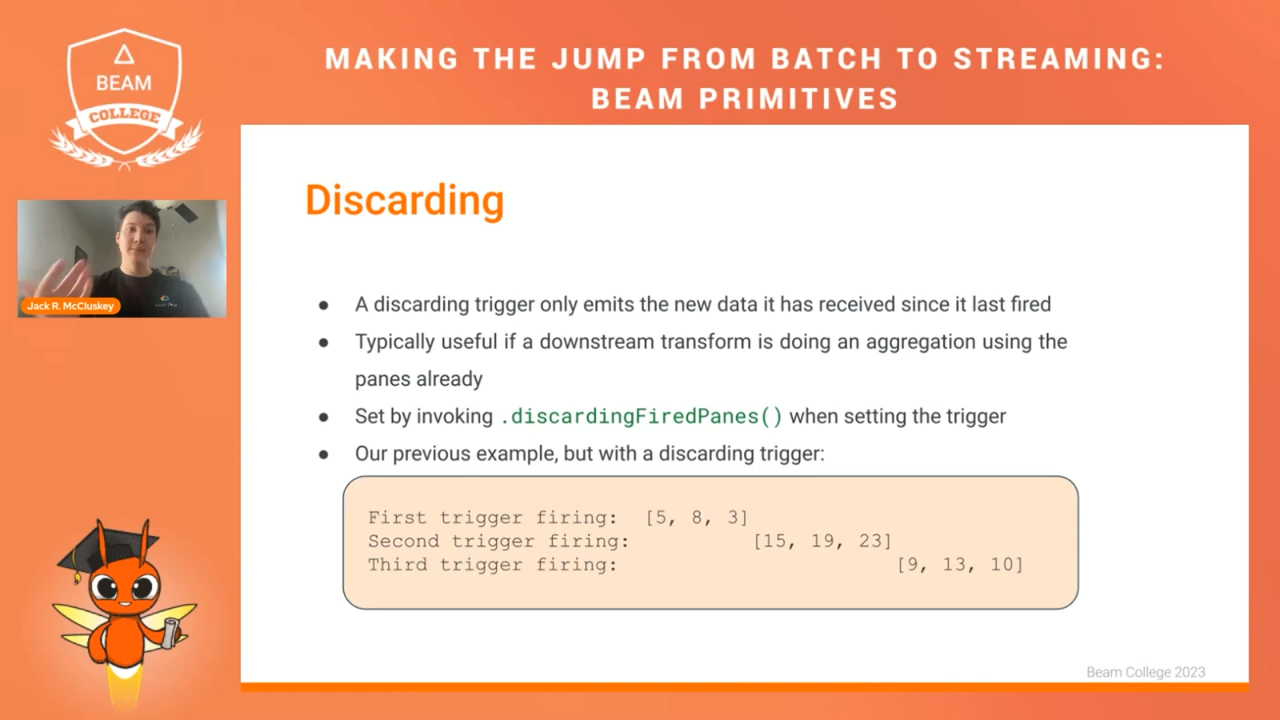 BEAM
COLLEGE
MAKING THE JUMP FROM BATCH TO STREAMING:
BEAM PRIMITIVES
Jack R. McCluskey
Discarding
● A discarding trigger only emits the new data it has received since it last fired
● Typically useful if a downstream transform is doing an aggregation using the
panes already
● Set by invoking .discardingFiredPanes() when setting the trigger
● Our previous example, but with a discarding trigger:
First trigger firing: [5, 8, 3]
Second trigger firing: [15, 19, 23]
Third trigger firing: [9, 13, 10]
Beam College 2023